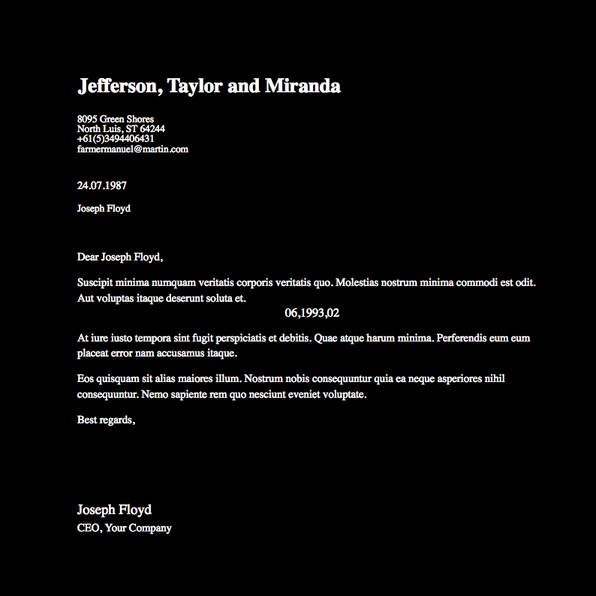 Jefferson, Taylor and Miranda
8095 Green Shores
North Luis, ST 64244
+61(5)3494406431
farmermanuel@martin.com
24.07.1987
Joseph Floyd
Dear Joseph Floyd,
Suscipit minima numquam veritatis corporis veritatis quo. Molestias nostrum minima commodi est odit.
Aut voluptas itaque deserunt soluta et.
06,1993,02
At iure iusto tempora sint fugit perspiciatis et debitis. Quae atque harum minima. Perferendis eum eum
placeat error nam accusamus itaque.
Eos quisquam sit alias maiores illum. Nostrum nobis consequuntur quia ea neque asperiores nihil
consequuntur. Nemo sapiente rem quo nesciunt eveniet voluptate.
Best regards,
Joseph Floyd
CEO, Your Company